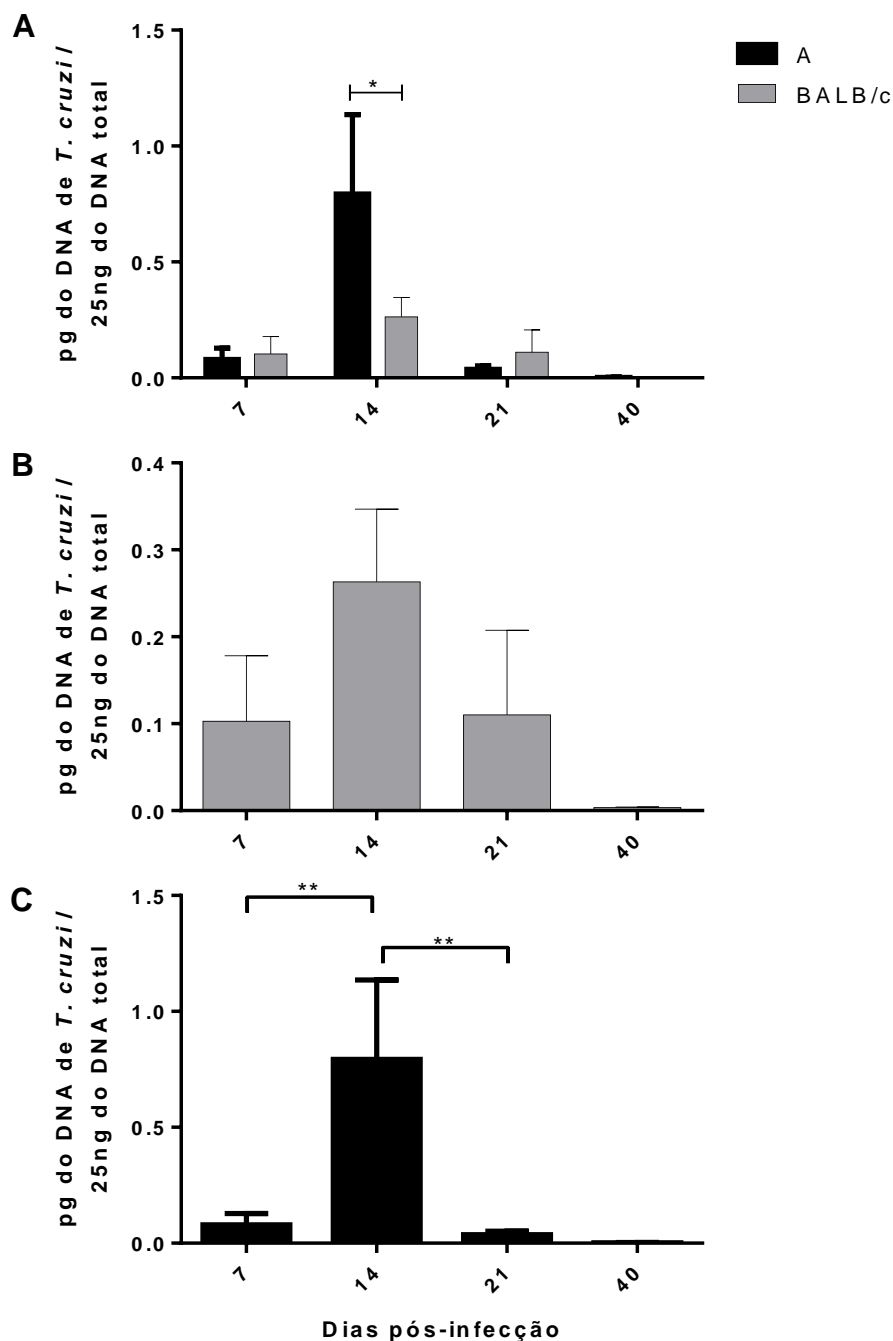 A
pg do DNA de T. cruzi /
25ng do DNA total
1.5
1.0
0.5
0.0
*
7
14
21
40
A
BALB/c
B
pg do DNA de T. cruzi /
25ng do DNA total
0.4
0.3
0.2
0.1
0.0
7
14
21
40
C
pg do DNA de T. cruzi /
25ng do DNA total
1.5
1.0
0.5
0.0
**
**
7
14
21
40
Dias pós-infecção